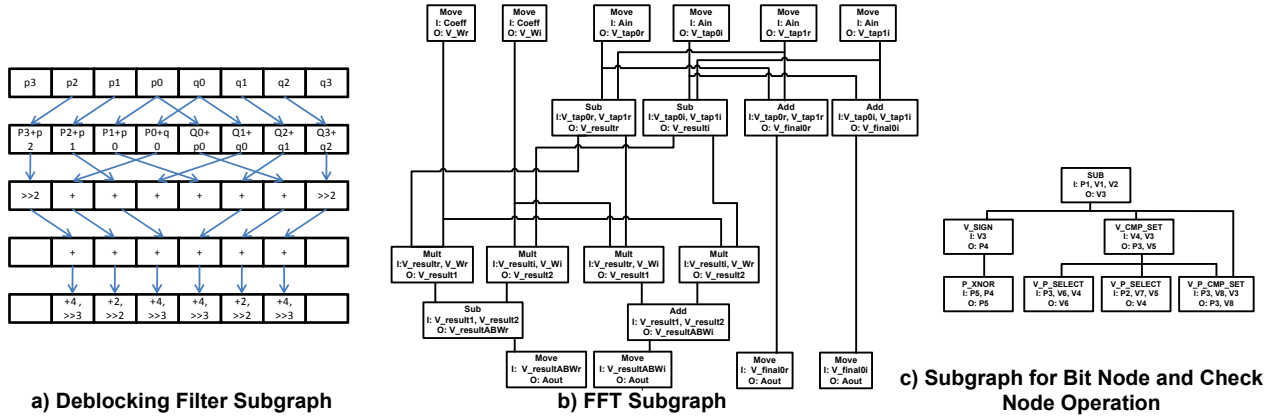 p3 p2 p1 p0 q0 q1 q2 q3
P3+p P2+p P1+p P0+q Q0+ Q1+ Q2+ Q3+
2 1 0 0 p0 q0 q1 q2
>>2 + + + + + + >>2
+ + + + + +
+4, +2, +4, +4, +2, +4,
>>3 >>2 >>3 >>3 >>2 >>3
a) Deblocking Filter Subgraph
Move
I: Coeff
O: V_Wr
Move
I: Coeff
O: V_Wi
Move
I: Ain
O: V_tap0r
Move
I: Ain
O: V_tap0i
Move
I: Ain
O: V_tap1r
Move
I: Ain
O: V_tap1i
Sub
I:V_tap0r, V_tap1r
O: V_resultr
Sub
I:V_tap0i, V_tap1i
O: V_resulti
Add
I:V_tap0r, V_tap1r
O: V_final0r
Add
I:V_tap0i, V_tap1i
O: V_final0i
Mult
I:V_resultr, V_Wr
O: V_result1
Mult
I:V_resulti, V_Wi
O: V_result2
Mult
I:V_resultr, V_Wi
O: V_result1
Mult
I:V_resulti, V_Wr
O: V_result2
Sub
I: V_result1, V_result2
O: V_resultABWr
Add
I: V_result1, V_result2
O: V_resultABWi
Move
I: V_resultABWr
O: Aout
Move
I: V_resultABWi
O: Aout
Move
I: V_final0r
O: Aout
Move
I: V_final0i
O: Aout
b) FFT Subgraph
SUB
I: P1, V1, V2
O: V3
V_SIGN
I: V3
O: P4
V_CMP_SET
I: V4, V3
O: P3, V5
P_XNOR
I: P5, P4
O: P5
V_P_SELECT
I: P3, V6, V4
O: V6
V_P_SELECT
I: P2, V7, V5
O: V4
V_P_CMP_SET
I: P3, V8, V3
O: P3, V8
c) Subgraph for Bit Node and Check
Node Operation